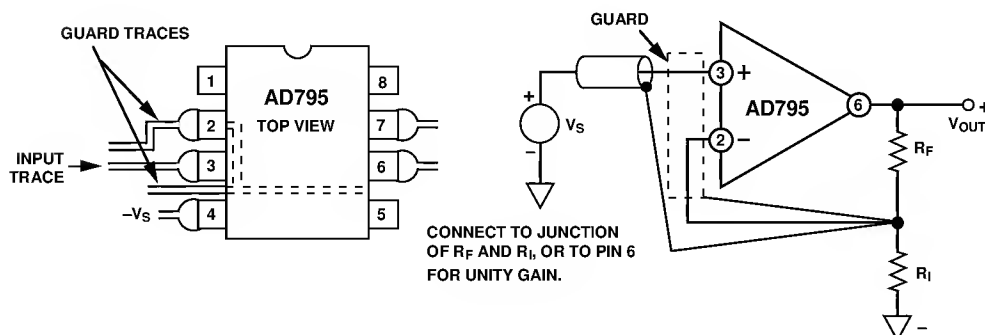 GUARD TRACES
1
8
AD795
TOP VIEW
2
7
INPUT
TRACE
3
6
–VS
4
5
GUARD
3
+
AD795
6
+
VS
–
2
–
+
VOUT
RF
CONNECT TO JUNCTION
OF RF AND RI, OR TO PIN 6
FOR UNITY GAIN.
RI
–